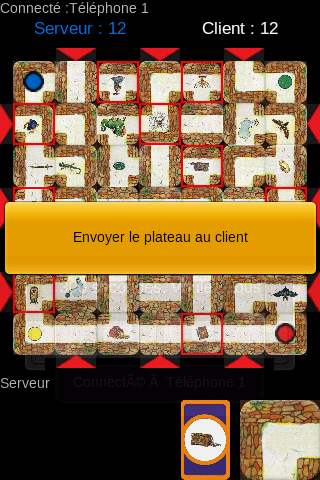 Connecté :Téléphone 1
Serveur : 12
Client : 12
Envoyer le plateau au client
Serveur
ConnectÃ© Ã  Téléphone 1